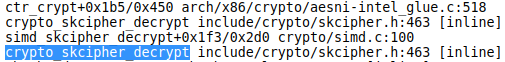 ctr_crypt+0x1b5/0x450 arch/x86/crypto/aesni-intel_glue.c:518
crypto_skcipher_decrypt include/crypto/skcipher.h:463 [inline]
simd_skcipher_decrypt+0x1f3/0x2d0 crypto/simd.c:100
crypto_skcipher_decrypt include/crypto/skcipher.h:463 [inline]